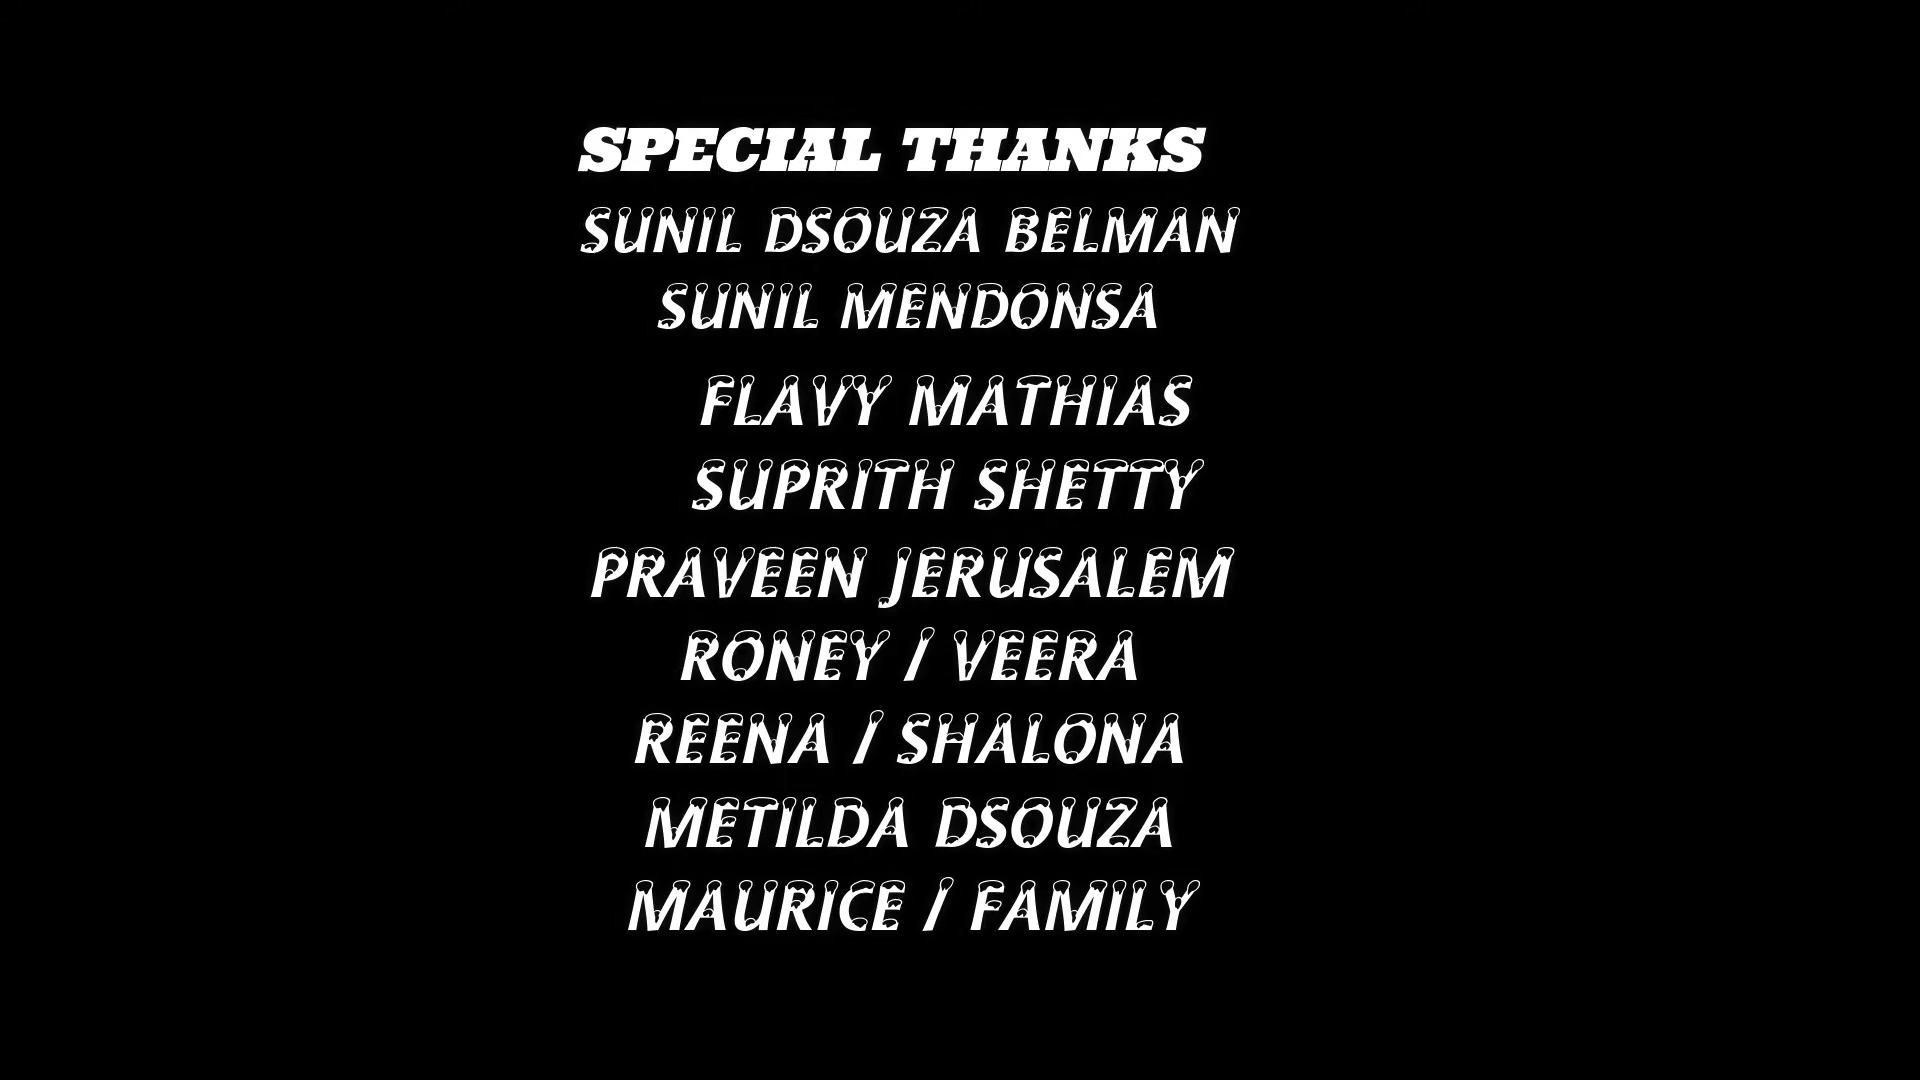 SPECIAL THANKS
SUNIL DSOUZA BELMAN
SUNIL MENDONSA
FLAVY MATHIAS
SUPRITH SHETTY
PRAVEEN JERUSALEM
RONEY / VEERA
REENA / SHALONA
METILDA DSOUZA
MAURICE / FAMILY